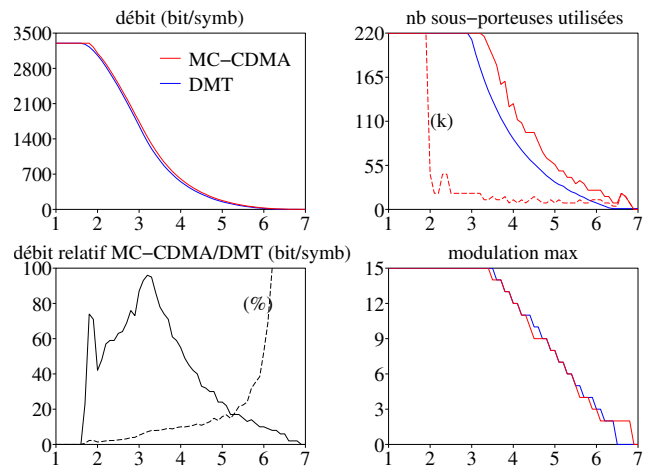 débit (bit/symb)
3500
2800
2100
1400
700
0
MC−CDMA
DMT
1 2 3 4 5 6 7
nb sous−porteuses utilisées
220
165
110
55
0
(k)
1 2 3 4 5 6 7
débit relatif MC−CDMA/DMT (bit/symb)
100
80
60
40
20
0
(%)
1 2 3 4 5 6 7
modulation max
15
12
9
6
3
0
1 2 3 4 5 6 7